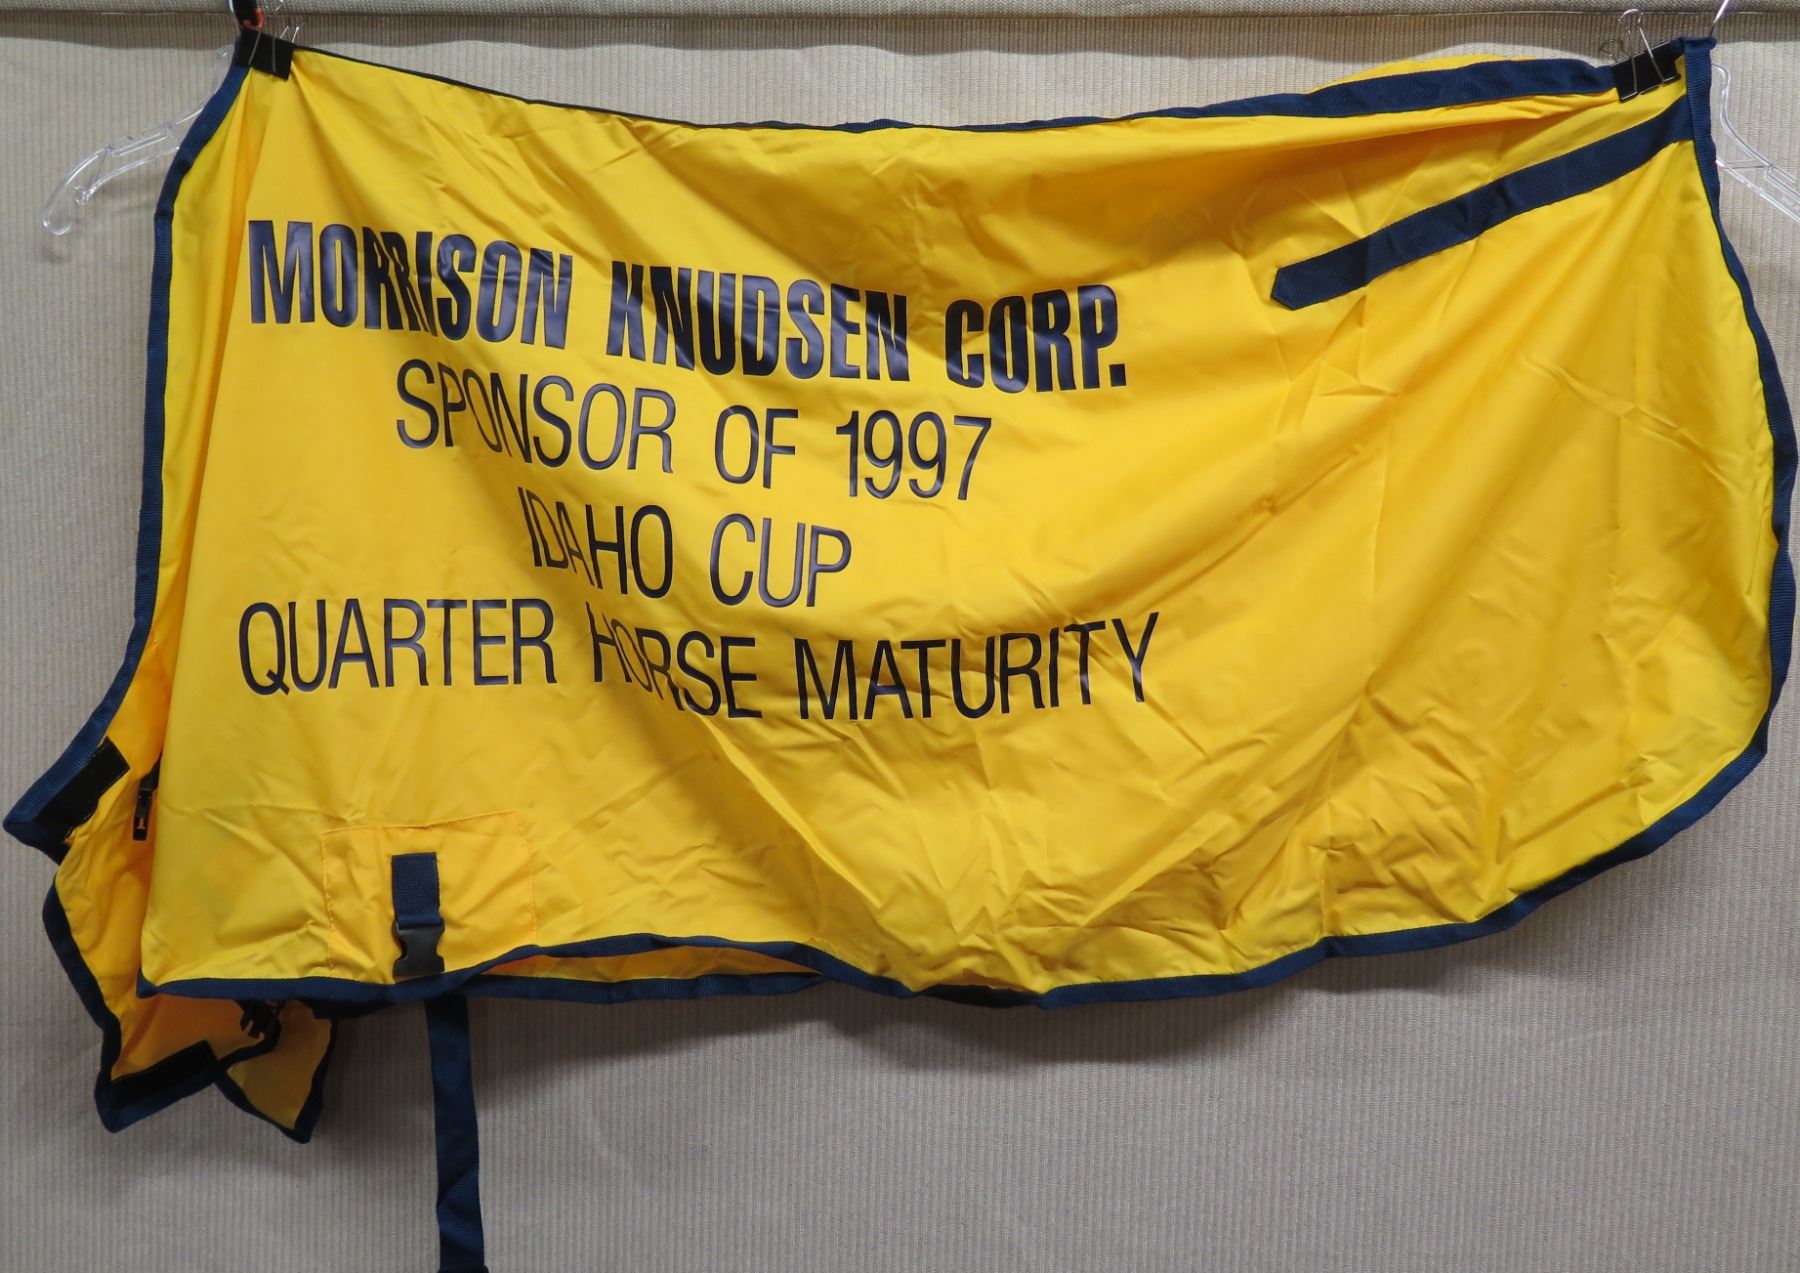 MORRISON KNUDSEN CORP.
SPONSOR OF 1997
IDAHO CUP
QUARTER HORSE MATURITY